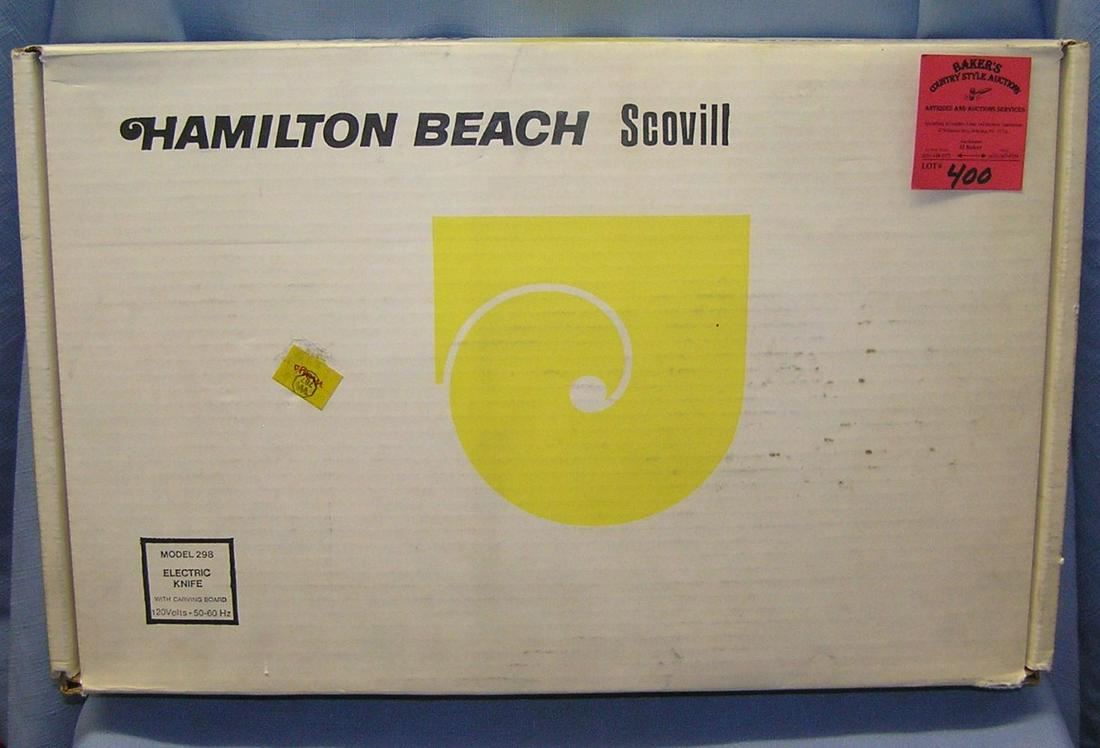 HAMILTON BEACH Scovill
BAKER'S
COUNTRY STYLE AUCTIONS
ANTIQUES AND AUCTIONS SERVICES
LOT# 400
MODEL 298
ELECTRIC
KNIFE
WITH CARVING BOARD
120Volts - 50-60 Hz